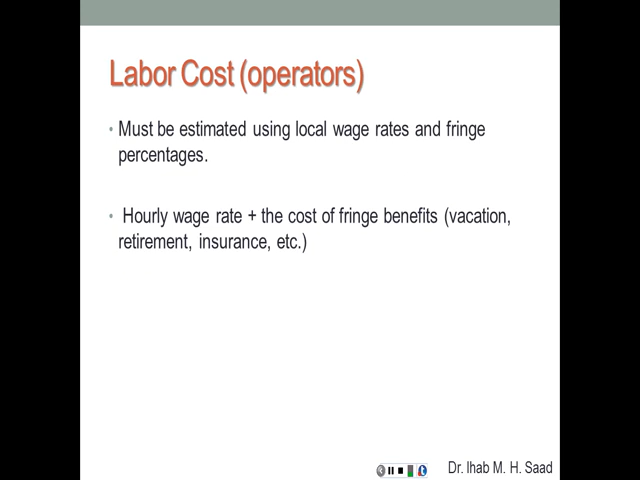 Labor Cost (operators)
• Must be estimated using local wage rates and fringe
percentages.
• Hourly wage rate + the cost of fringe benefits (vacation,
retirement, insurance, etc.)
Dr. Ihab M. H. Saad